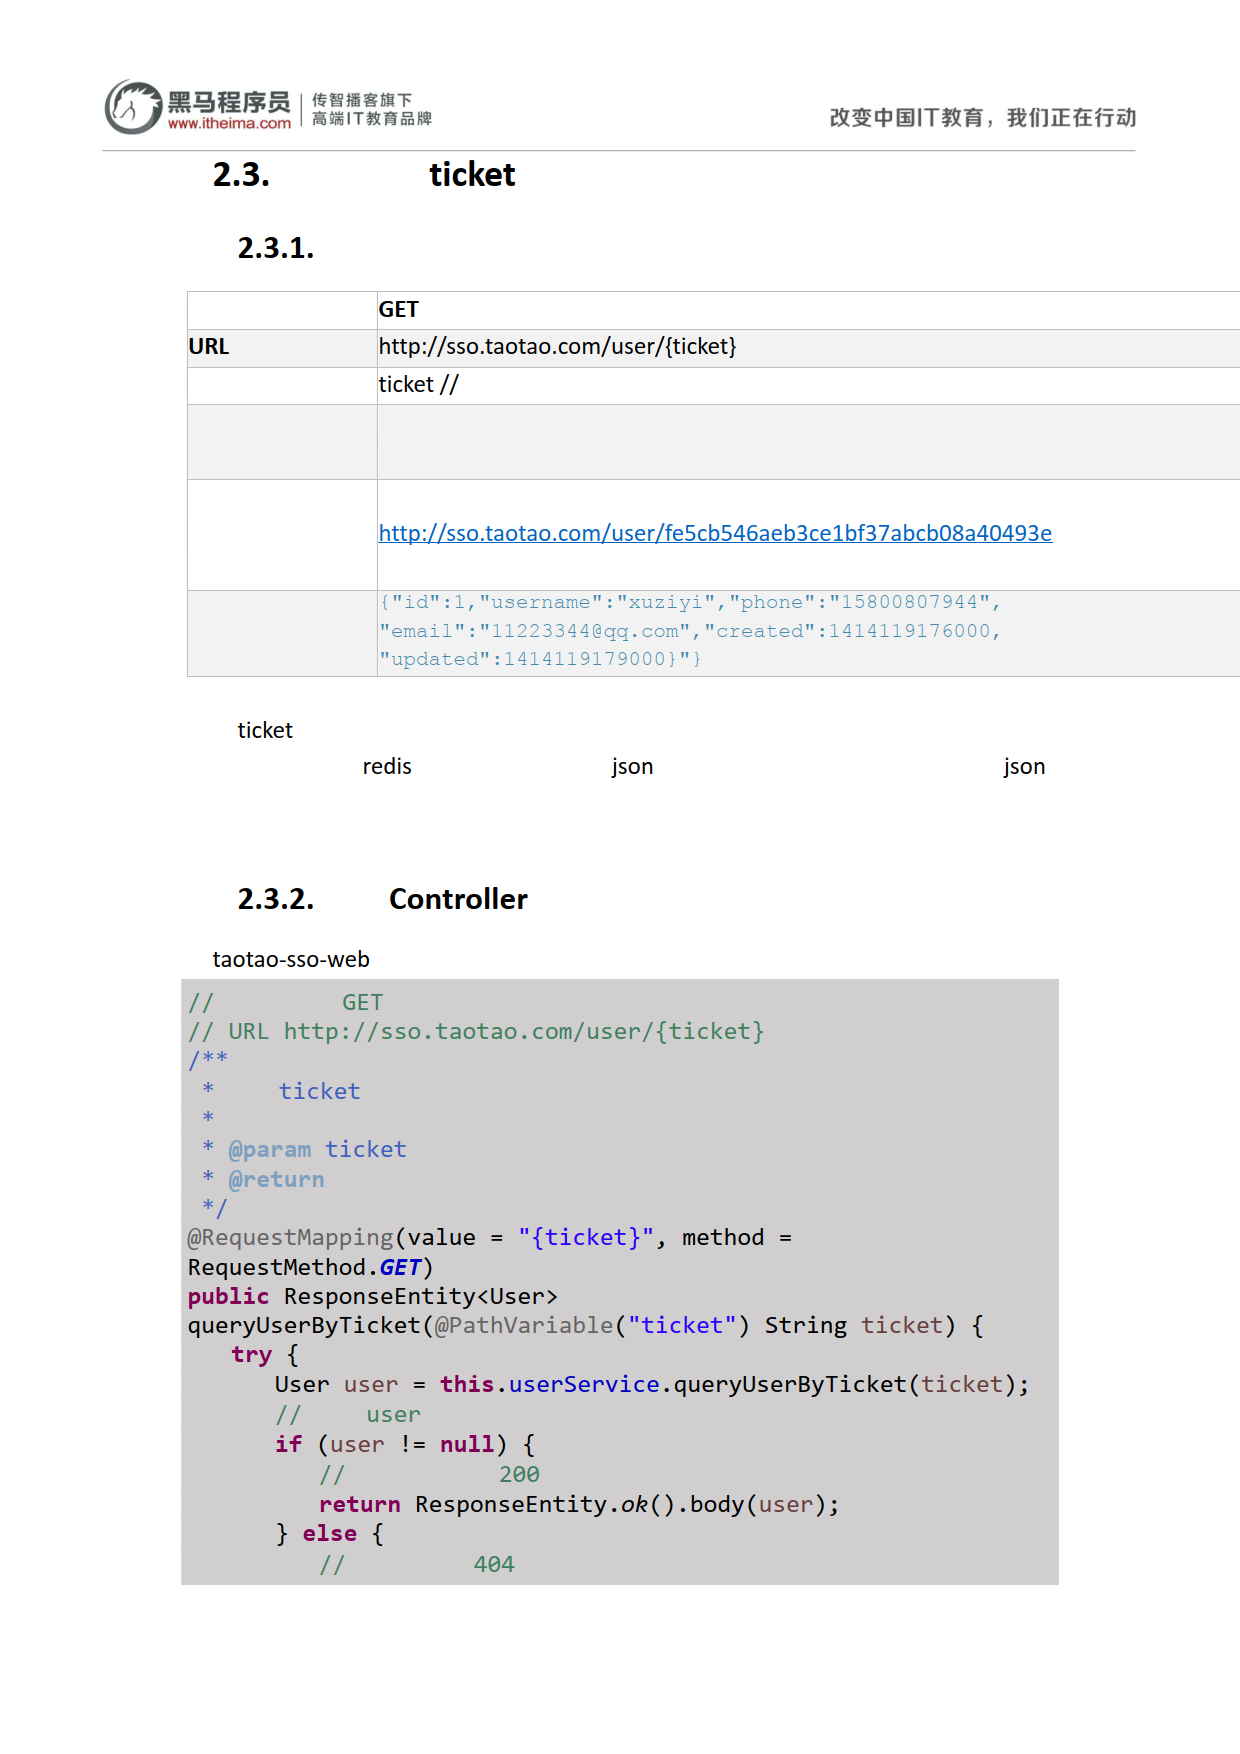 黑马程序员
www.itheima.com
传智播客旗下
高端IT教育品牌
改变中国IT教育，我们正在行动
2.3. ticket
2.3.1.
GET
URL http://sso.taotao.com/user/{ticket}
ticket //
http://sso.taotao.com/user/fe5cb546aeb3ce1bf37abcb08a40493e
{"id":1,"username":"xuziyi","phone":"15800807944",
"email":"11223344@qq.com","created":1414119176000,
"updated":1414119179000}"}
ticket
redis json json
2.3.2. Controller
taotao-sso-web
// GET
// URL http://sso.taotao.com/user/{ticket}
/**
* ticket
*
* @param ticket
* @return
*/
@RequestMapping(value = "{ticket}", method =
RequestMethod.GET)
public ResponseEntity<User>
queryUserByTicket(@PathVariable("ticket") String ticket) {
try {
User user = this.userService.queryUserByTicket(ticket);
// user
if (user != null) {
// 200
return ResponseEntity.ok().body(user);
} else {
// 404